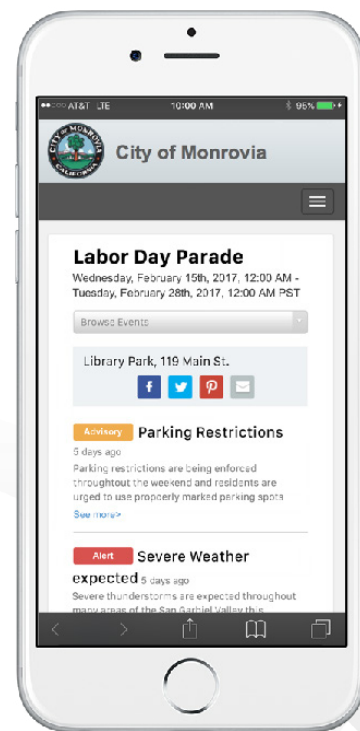 AT&T LTE 10:00 AM 95%
CITY OF MONROVIA
CALIFORNIA
City of Monrovia
Labor Day Parade
Wednesday, February 15th, 2017, 12:00 AM -
Tuesday, February 28th, 2017, 12:00 AM PST
Browse Events
Library Park, 119 Main St.
Advisory Parking Restrictions
5 days ago
Parking restrictions are being enforced
throughtout the weekend and residents are
urged to use propcerly marked parking spots
See more>
Alert Severe Weather
expected 5 days ago
Severe thunderstorms are expected throughout
many areas of the San Garbiel Vallay this